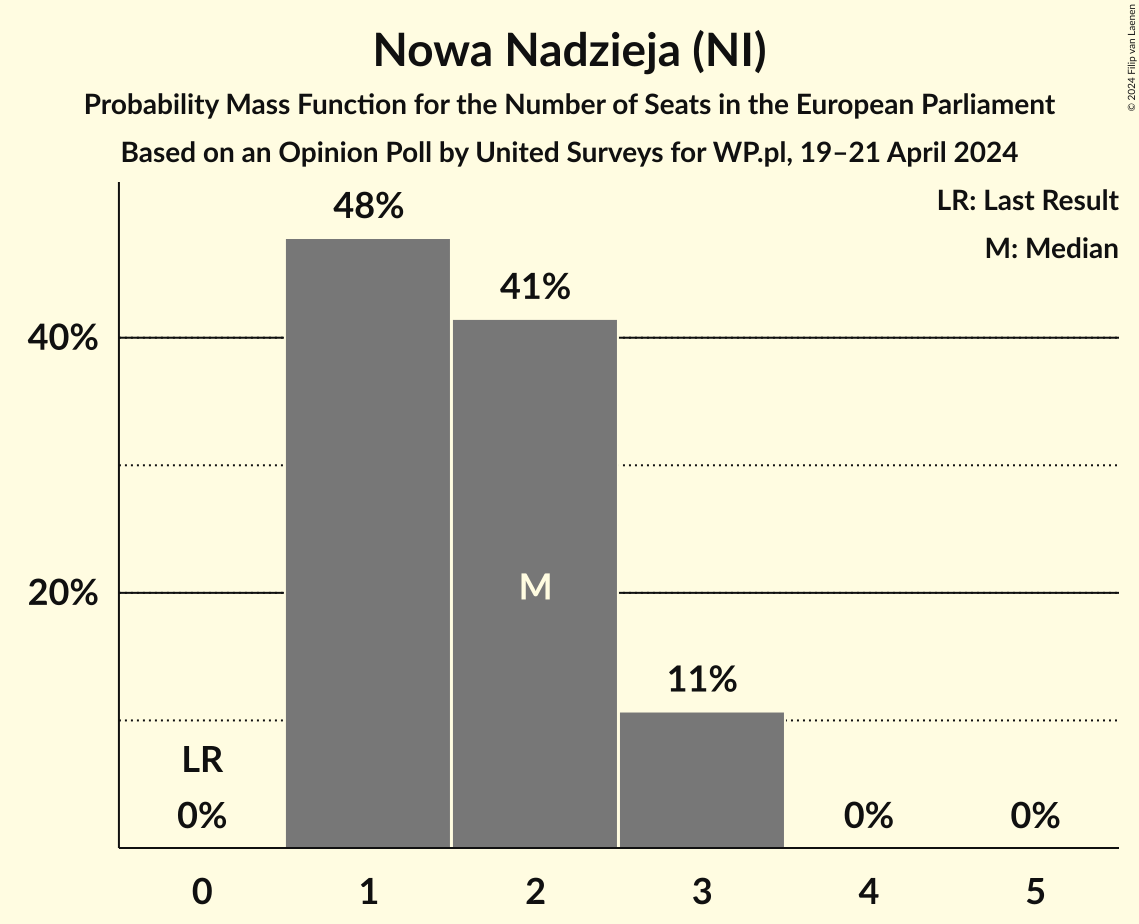 Nowa Nadzieja (NI)
Probability Mass Function for the Number of Seats in the European Parliament
Based on an Opinion Poll by United Surveys for WP.pl, 19–21 April 2024
© 2024 Filip van Laenen
LR: Last Result
M: Median
48%
41%
40%
M
20%
11%
LR
0%
0%
0%
0
1
2
3
4
5